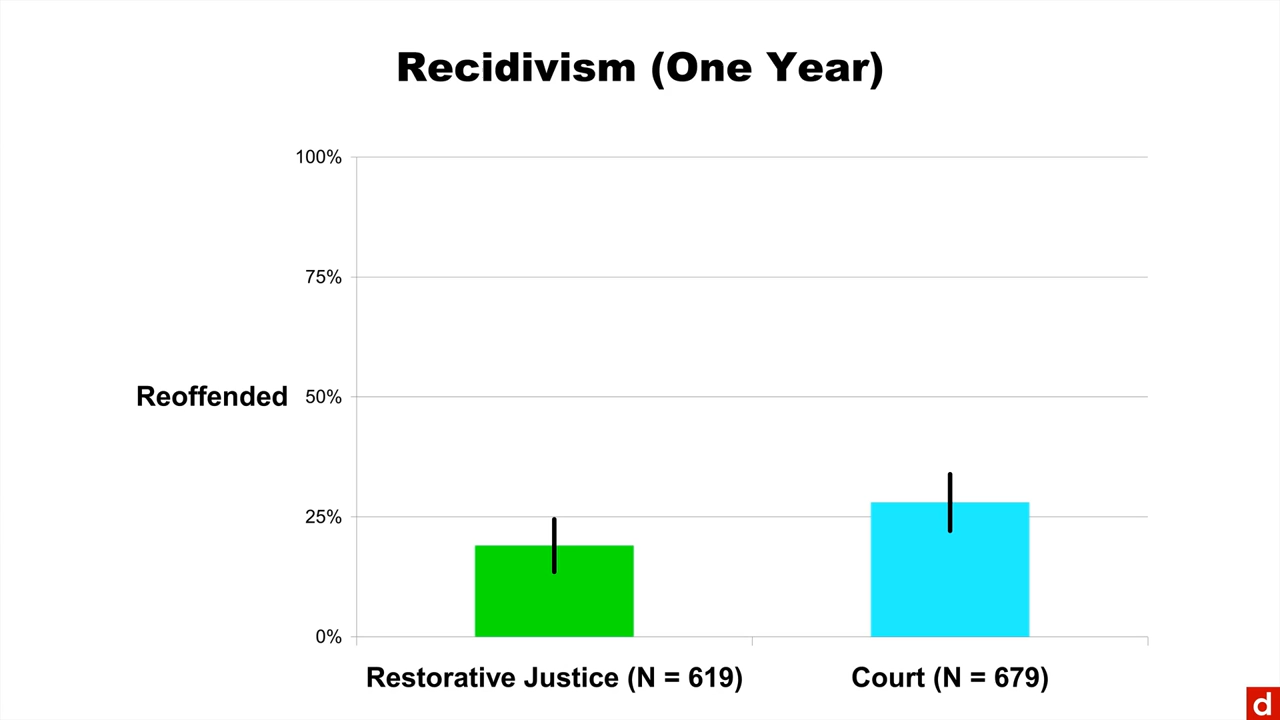 Recidivism (One Year)
100%
75%
Reoffended 50%
25%
0%
Restorative Justice (N = 619) Court (N = 679)
d